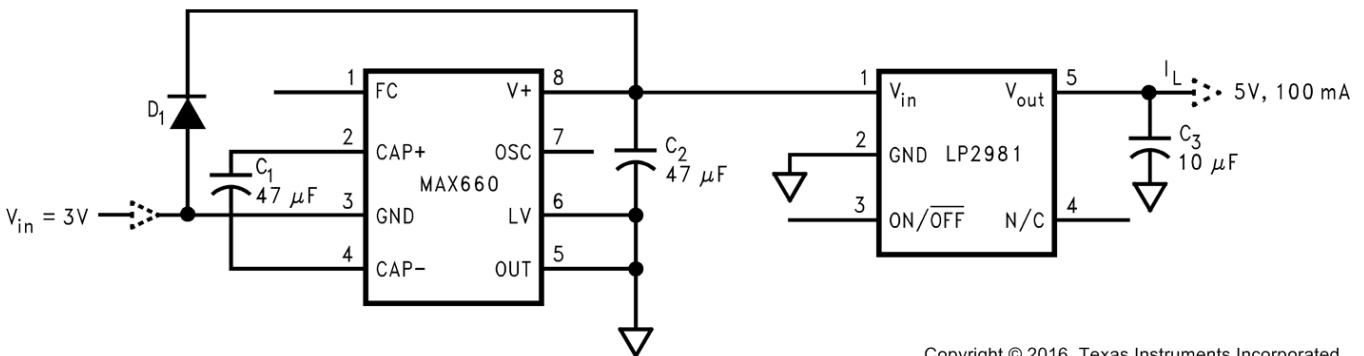 D1
1
FC
V+
8
2
CAP+
OSC
7
C1
47 μF
MAX660
C2
47 μF
Vin = 3V
3
GND
LV
6
4
CAP-
OUT
5
1
Vin
Vout
5
IL
5V, 100 mA
2
GND
LP2981
C3
10 μF
3
ON/OFF
N/C
4
Copyright © 2016, Texas Instruments Incorporated